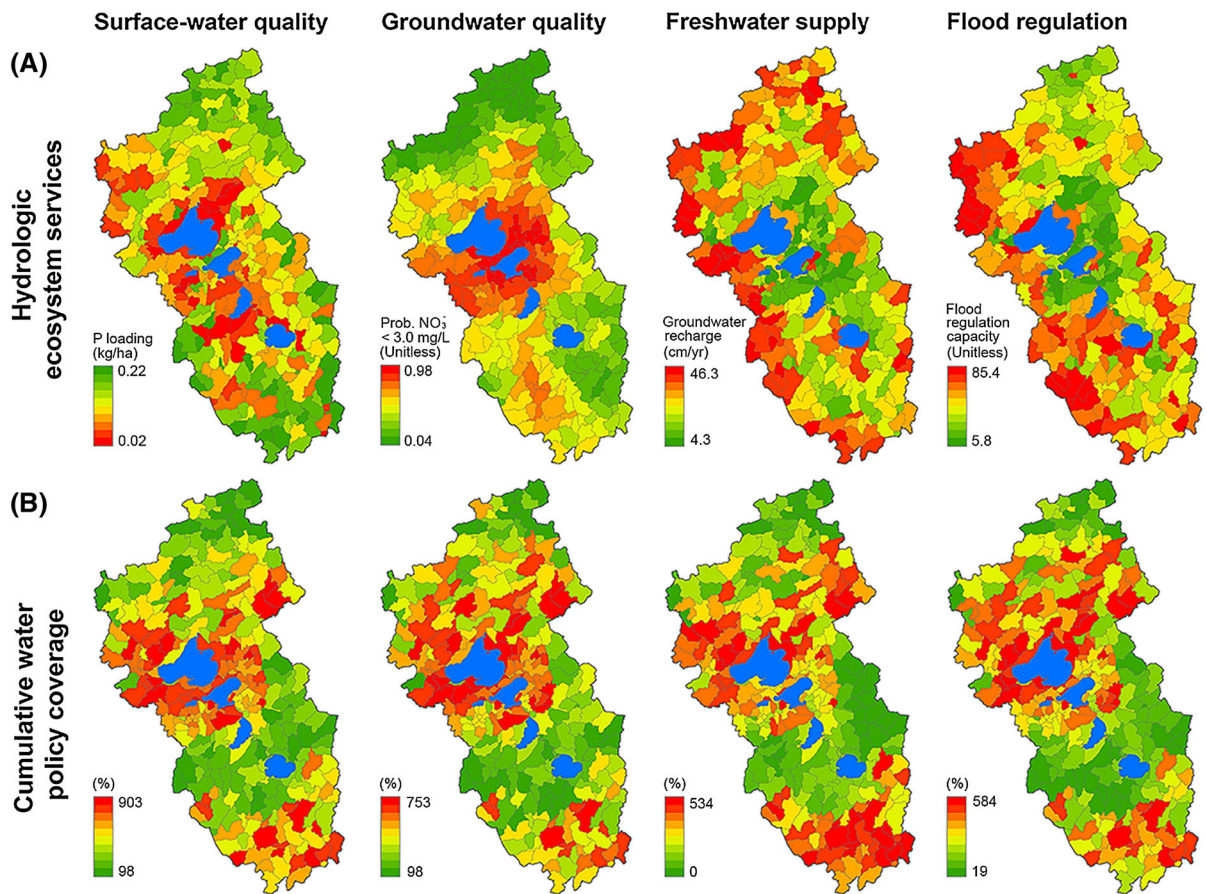 Surface-water quality
Groundwater quality
Freshwater supply
Flood regulation
(A)
Hydrologic
ecosystem services
P loading
(kg/ha)
0.22
0.02
Prob. NO₃⁻
< 3.0 mg/L
(Unitless)
0.98
0.04
Groundwater
recharge
(cm/yr)
46.3
4.3
Flood
regulation
capacity
(Unitless)
85.4
5.8
(B)
Cumulative water
policy coverage
(%)
903
98
(%)
753
98
(%)
534
0
(%)
584
19